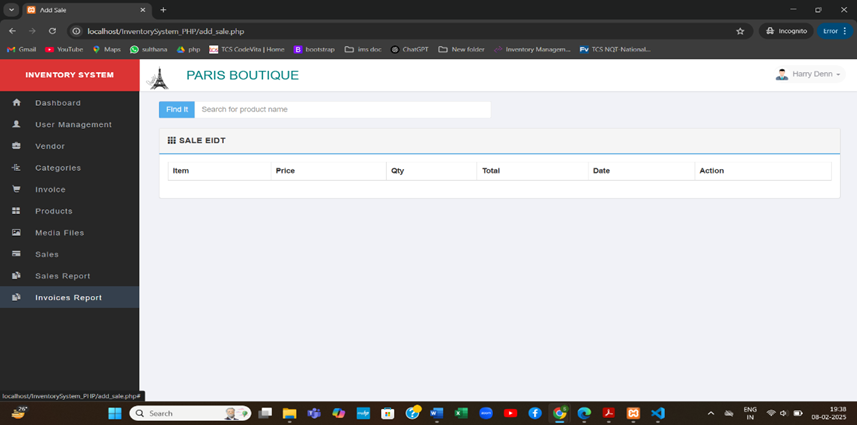 Add Sale
localhost/InventorySystem_PHP/add_sale.php
Incognito
Error
Gmail YouTube Maps sulthana php TCS CodeVita | Home bootstrap ims doc ChatGPT New folder Inventory Managem... TCS NQT-National...
INVENTORY SYSTEM
PARIS BOUTIQUE
Harry Denn
Dashboard
User Management
Vendor
Categories
Invoice
Products
Media Files
Sales
Sales Report
Invoices Report
Find It Search for product name
SALE EIDT
Item Price Qty Total Date Action
localhost/InventorySystem_PHP/add_sale.php#
26°
Search
ENG
IN
19:38
08-02-2025